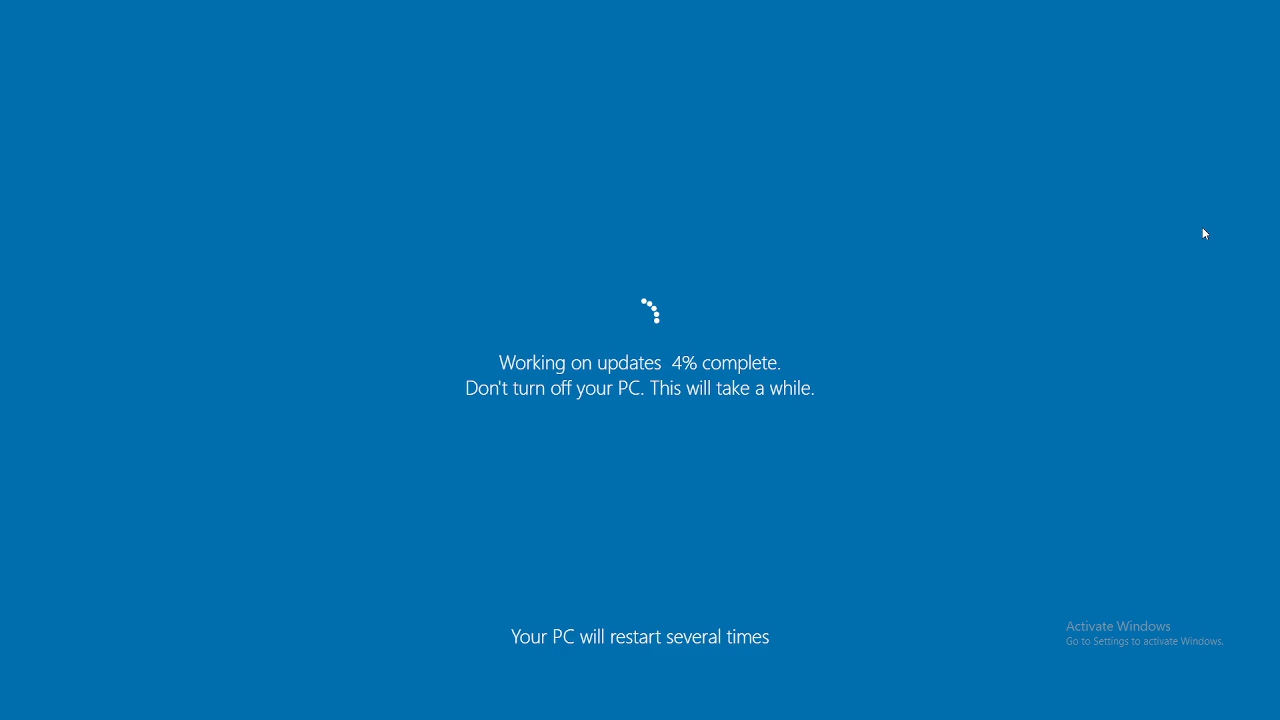 Working on updates  4% complete.
Don't turn off your PC. This will take a while.
Your PC will restart several times
Activate Windows
Go to Settings to activate Windows.